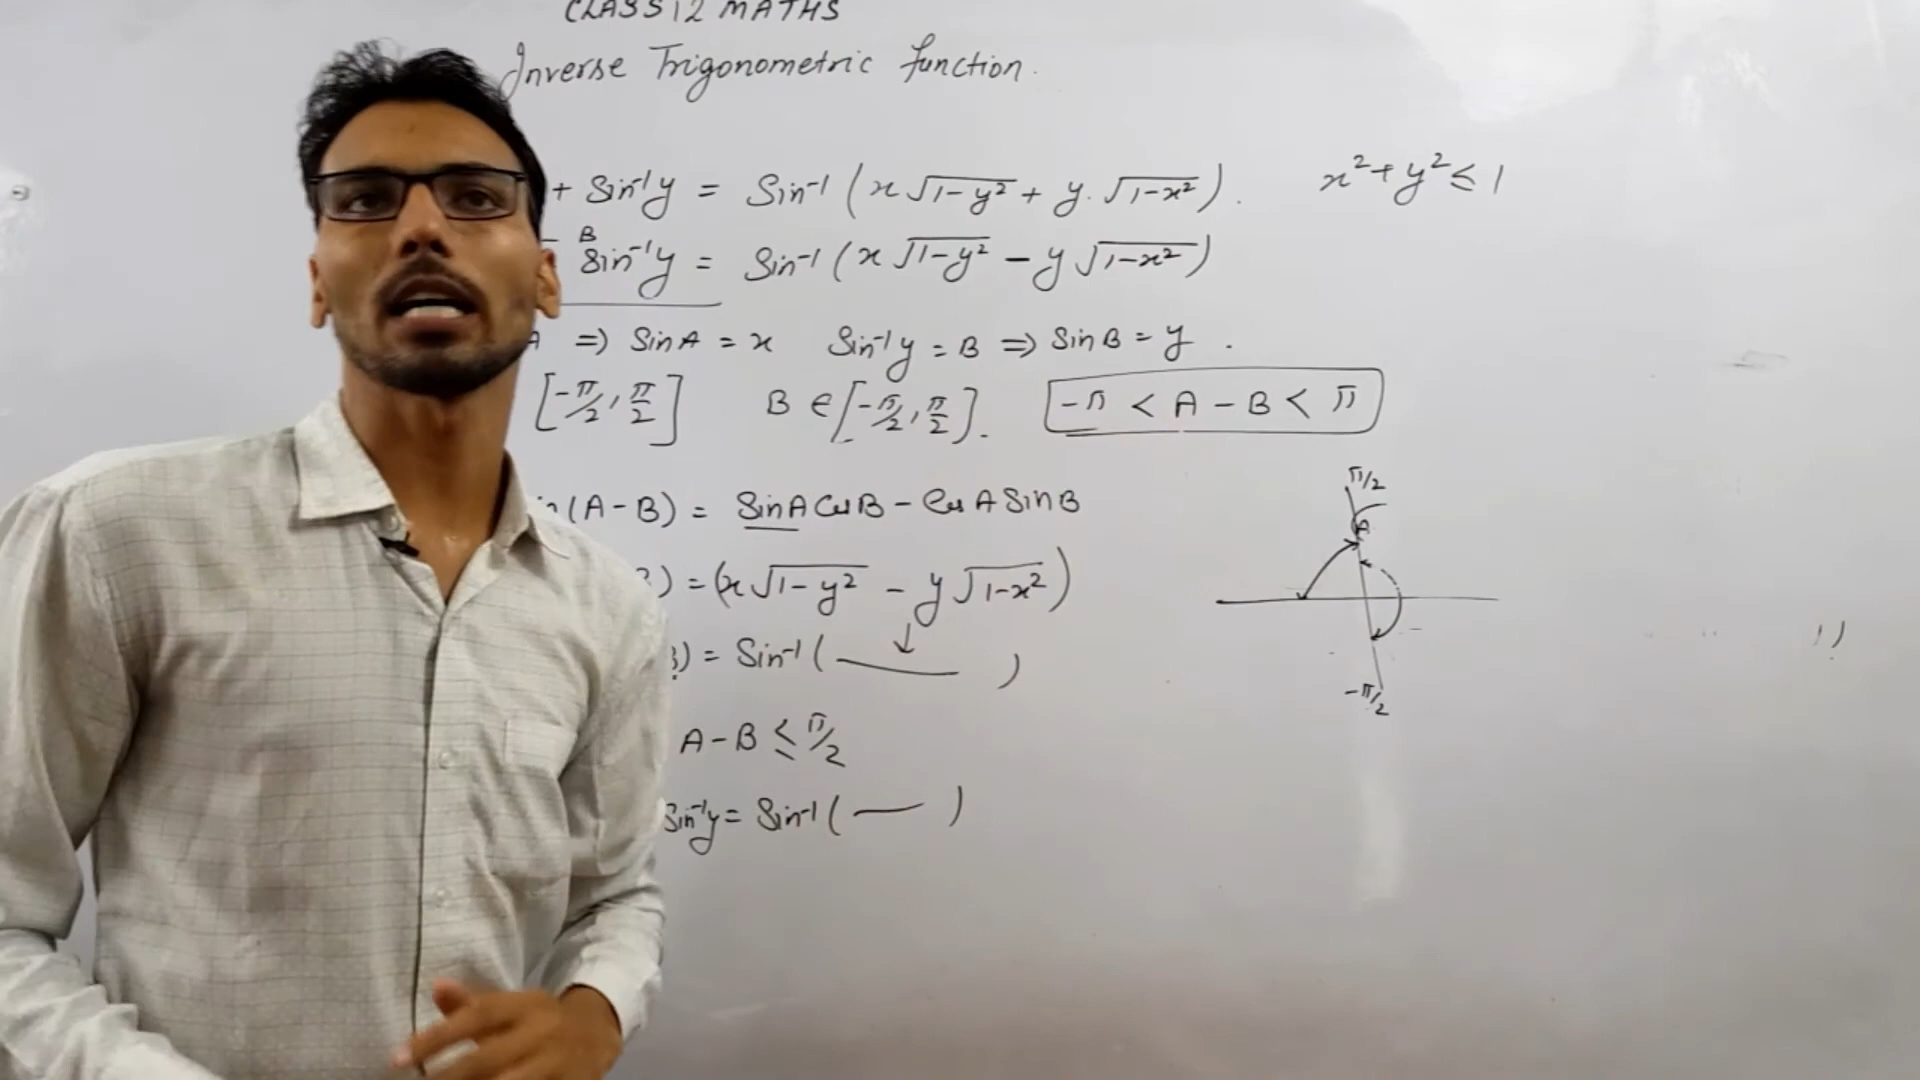 CLASS 12 MATHS
Inverse Trigonometric function.
+ Sin⁻¹y = Sin⁻¹ (x √1-y² + y. √1-x²). x² + y² ≤ 1
B
- Sin⁻¹y = Sin⁻¹ (x √1-y² - y √1-x²)
A ⇒ SinA = x Sin⁻¹y = B ⇒ SinB = y .
[-π/2, π/2] B ∈ [-π/2, π/2]. -π < A - B < π
π/2
(A-B) = SinA CosB - CosA SinB
) = (x √1-y² - y √1-x²)
↓
) = Sin⁻¹ ( — )
-π/2
A-B ≤ π/2
Sin⁻¹y = Sin⁻¹ ( — )